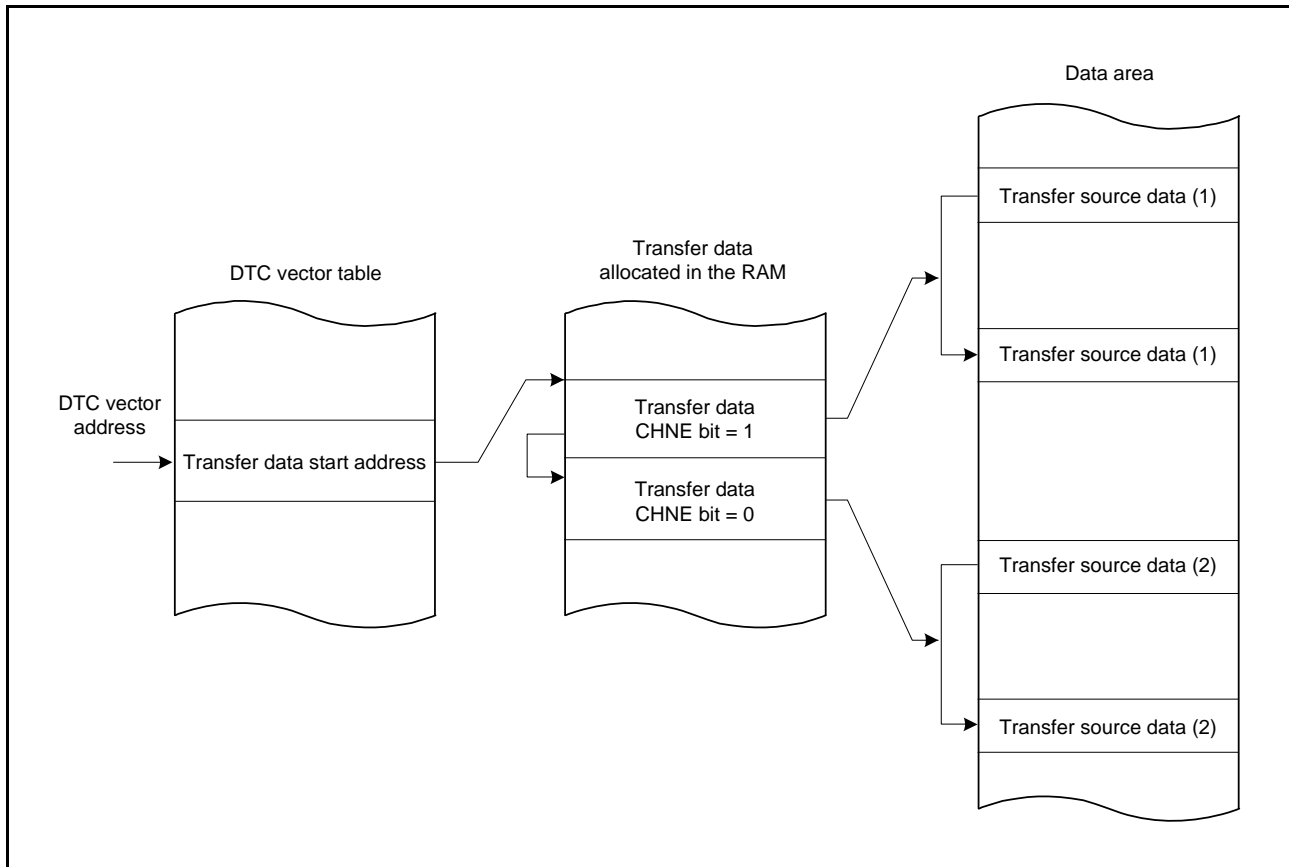 Data area
Transfer source data (1)
Transfer data
allocated in the RAM
DTC vector table
Transfer source data (1)
DTC vector
address
Transfer data
CHNE bit = 1
Transfer data start address
Transfer data
CHNE bit = 0
Transfer source data (2)
Transfer source data (2)